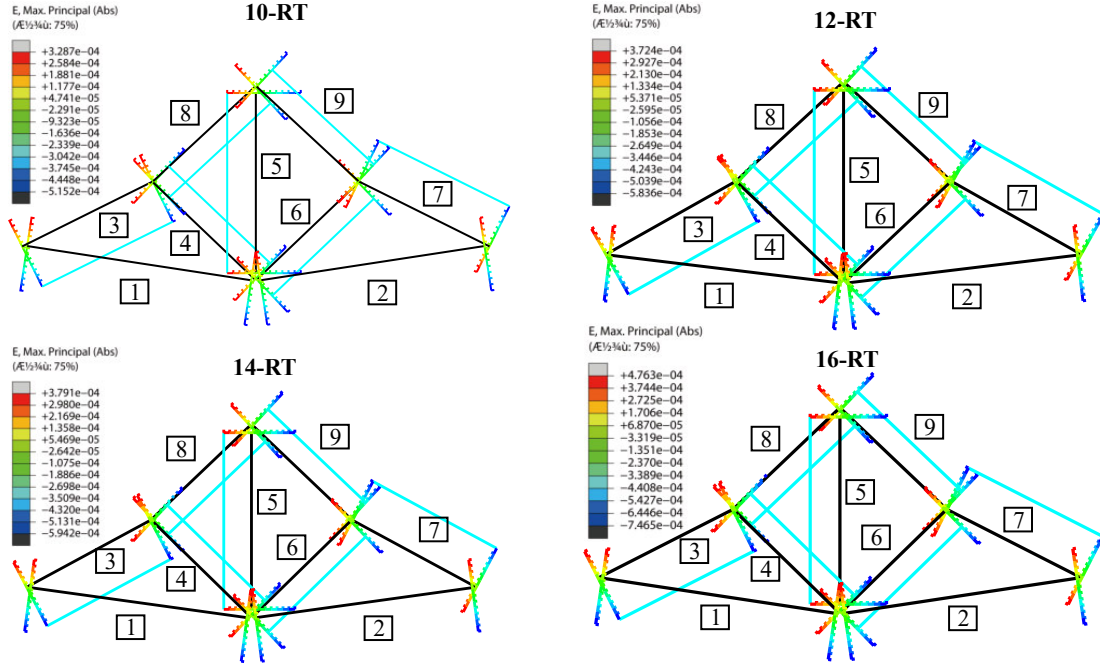 10-RT
E, Max. Principal (Abs)
(Æ½¾ù: 75%)
+3.287e−04
+2.584e−04
+1.881e−04
+1.177e−04
+4.741e−05
−2.291e−05
−9.323e−05
−1.636e−04
−2.339e−04
−3.042e−04
−3.745e−04
−4.448e−04
−5.152e−04
8
9
5
7
3
4
6
1
2
12-RT
E, Max. Principal (Abs)
(Æ½¾ù: 75%)
+3.724e−04
+2.927e−04
+2.130e−04
+1.334e−04
+5.371e−05
−2.595e−05
−1.056e−04
−1.853e−04
−2.649e−04
−3.446e−04
−4.243e−04
−5.039e−04
−5.836e−04
8
9
5
7
3
4
6
1
2
14-RT
E, Max. Principal (Abs)
(Æ½¾ù: 75%)
+3.791e−04
+2.980e−04
+2.169e−04
+1.358e−04
+5.469e−05
−2.642e−05
−1.075e−04
−1.886e−04
−2.698e−04
−3.509e−04
−4.320e−04
−5.131e−04
−5.942e−04
8
9
5
7
3
4
6
1
2
16-RT
E, Max. Principal (Abs)
(Æ½¾ù: 75%)
+4.763e−04
+3.744e−04
+2.725e−04
+1.706e−04
+6.870e−05
−3.319e−05
−1.351e−04
−2.370e−04
−3.389e−04
−4.408e−04
−5.427e−04
−6.446e−04
−7.465e−04
8
9
5
7
3
4
6
1
2